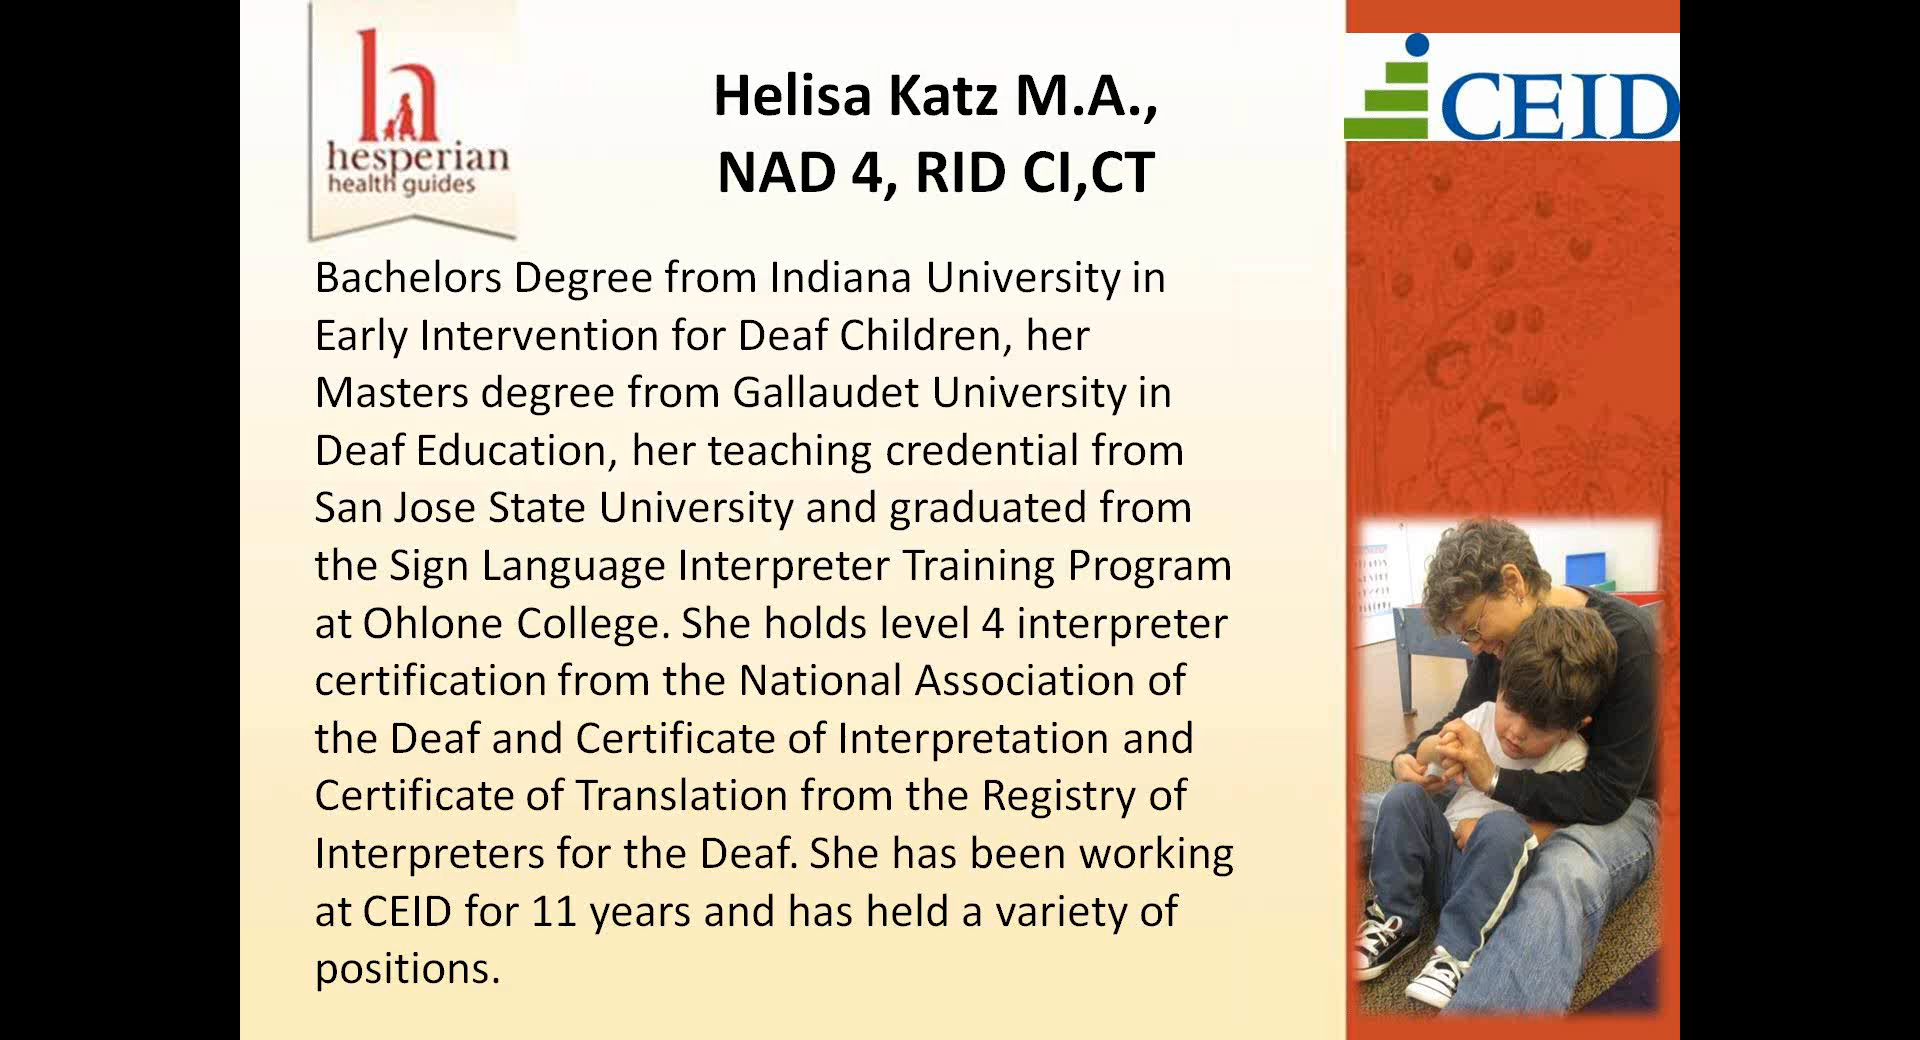 hesperian
health guides
Helisa Katz M.A.,
NAD 4, RID CI,CT
CEID
Bachelors Degree from Indiana University in
Early Intervention for Deaf Children, her
Masters degree from Gallaudet University in
Deaf Education, her teaching credential from
San Jose State University and graduated from
the Sign Language Interpreter Training Program
at Ohlone College. She holds level 4 interpreter
certification from the National Association of
the Deaf and Certificate of Interpretation and
Certificate of Translation from the Registry of
Interpreters for the Deaf. She has been working
at CEID for 11 years and has held a variety of
positions.